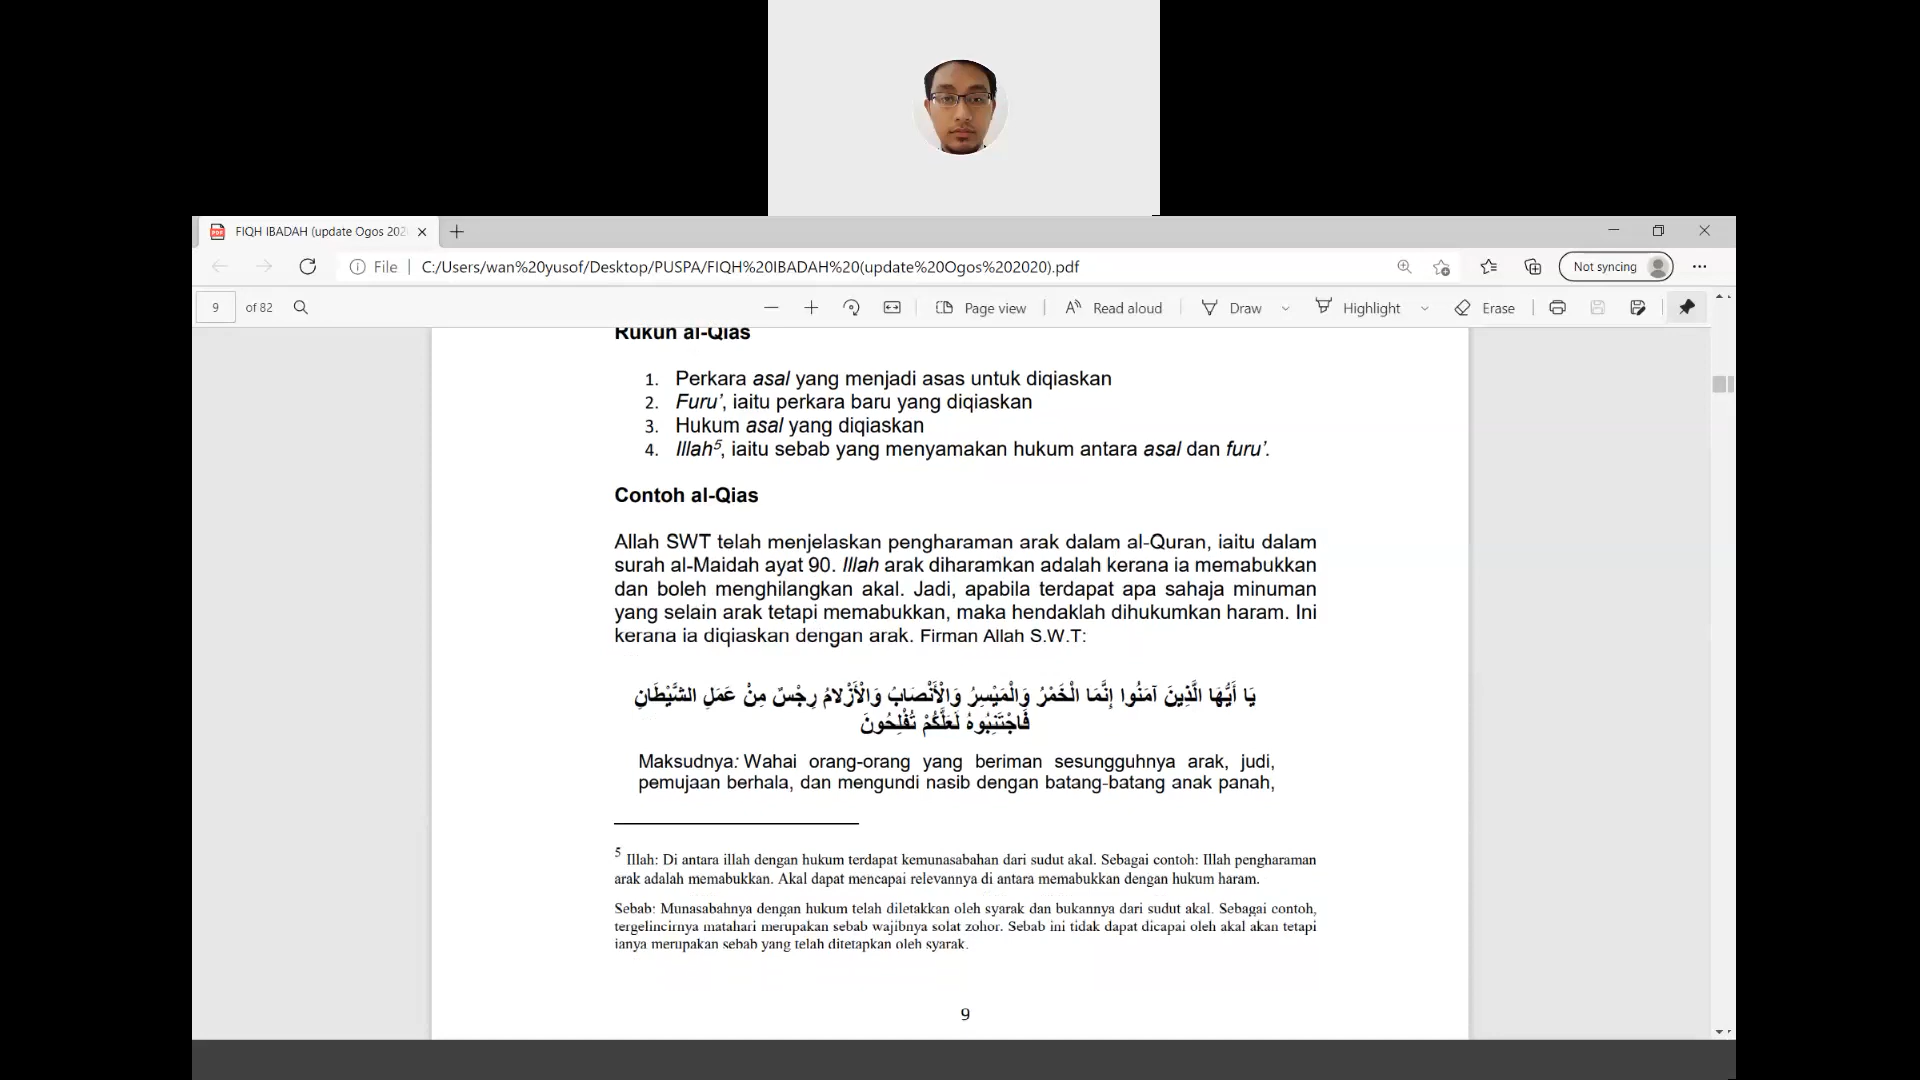 FIQH IBADAH (update Ogos 202
File
C:/Users/wan%20yusof/Desktop/PUSPA/FIQH%20IBADAH%20(update%20Ogos%202020).pdf
Not syncing
9 of 82
Page view
Read aloud
Draw
Highlight
Erase
Rukun al-Qias
1. Perkara asal yang menjadi asas untuk diqiaskan
2. Furu’, iaitu perkara baru yang diqiaskan
3. Hukum asal yang diqiaskan
4. Illah5, iaitu sebab yang menyamakan hukum antara asal dan furu’.
Contoh al-Qias
Allah SWT telah menjelaskan pengharaman arak dalam al-Quran, iaitu dalam
surah al-Maidah ayat 90. Illah arak diharamkan adalah kerana ia memabukkan
dan boleh menghilangkan akal. Jadi, apabila terdapat apa sahaja minuman
yang selain arak tetapi memabukkan, maka hendaklah dihukumkan haram. Ini
kerana ia diqiaskan dengan arak. Firman Allah S.W.T:
يَا أَيُّهَا الَّذِينَ آمَنُوا إِنَّمَا الْخَمْرُ وَالْمَيْسِرُ وَالْأَنْصَابُ وَالْأَزْلَامُ رِجْسٌ مِنْ عَمَلِ الشَّيْطَانِ
فَاجْتَنِبُوهُ لَعَلَّكُمْ تُفْلِحُونَ
Maksudnya: Wahai orang-orang yang beriman sesungguhnya arak, judi,
pemujaan berhala, dan mengundi nasib dengan batang-batang anak panah,
5 Illah: Di antara illah dengan hukum terdapat kemunasabahan dari sudut akal. Sebagai contoh: Illah pengharaman
arak adalah memabukkan. Akal dapat mencapai relevannya di antara memabukkan dengan hukum haram.
Sebab: Munasabahnya dengan hukum telah diletakkan oleh syarak dan bukannya dari sudut akal. Sebagai contoh,
tergelincirnya matahari merupakan sebab wajibnya solat zohor. Sebab ini tidak dapat dicapai oleh akal akan tetapi
ianya merupakan sebab yang telah ditetapkan oleh syarak.
9